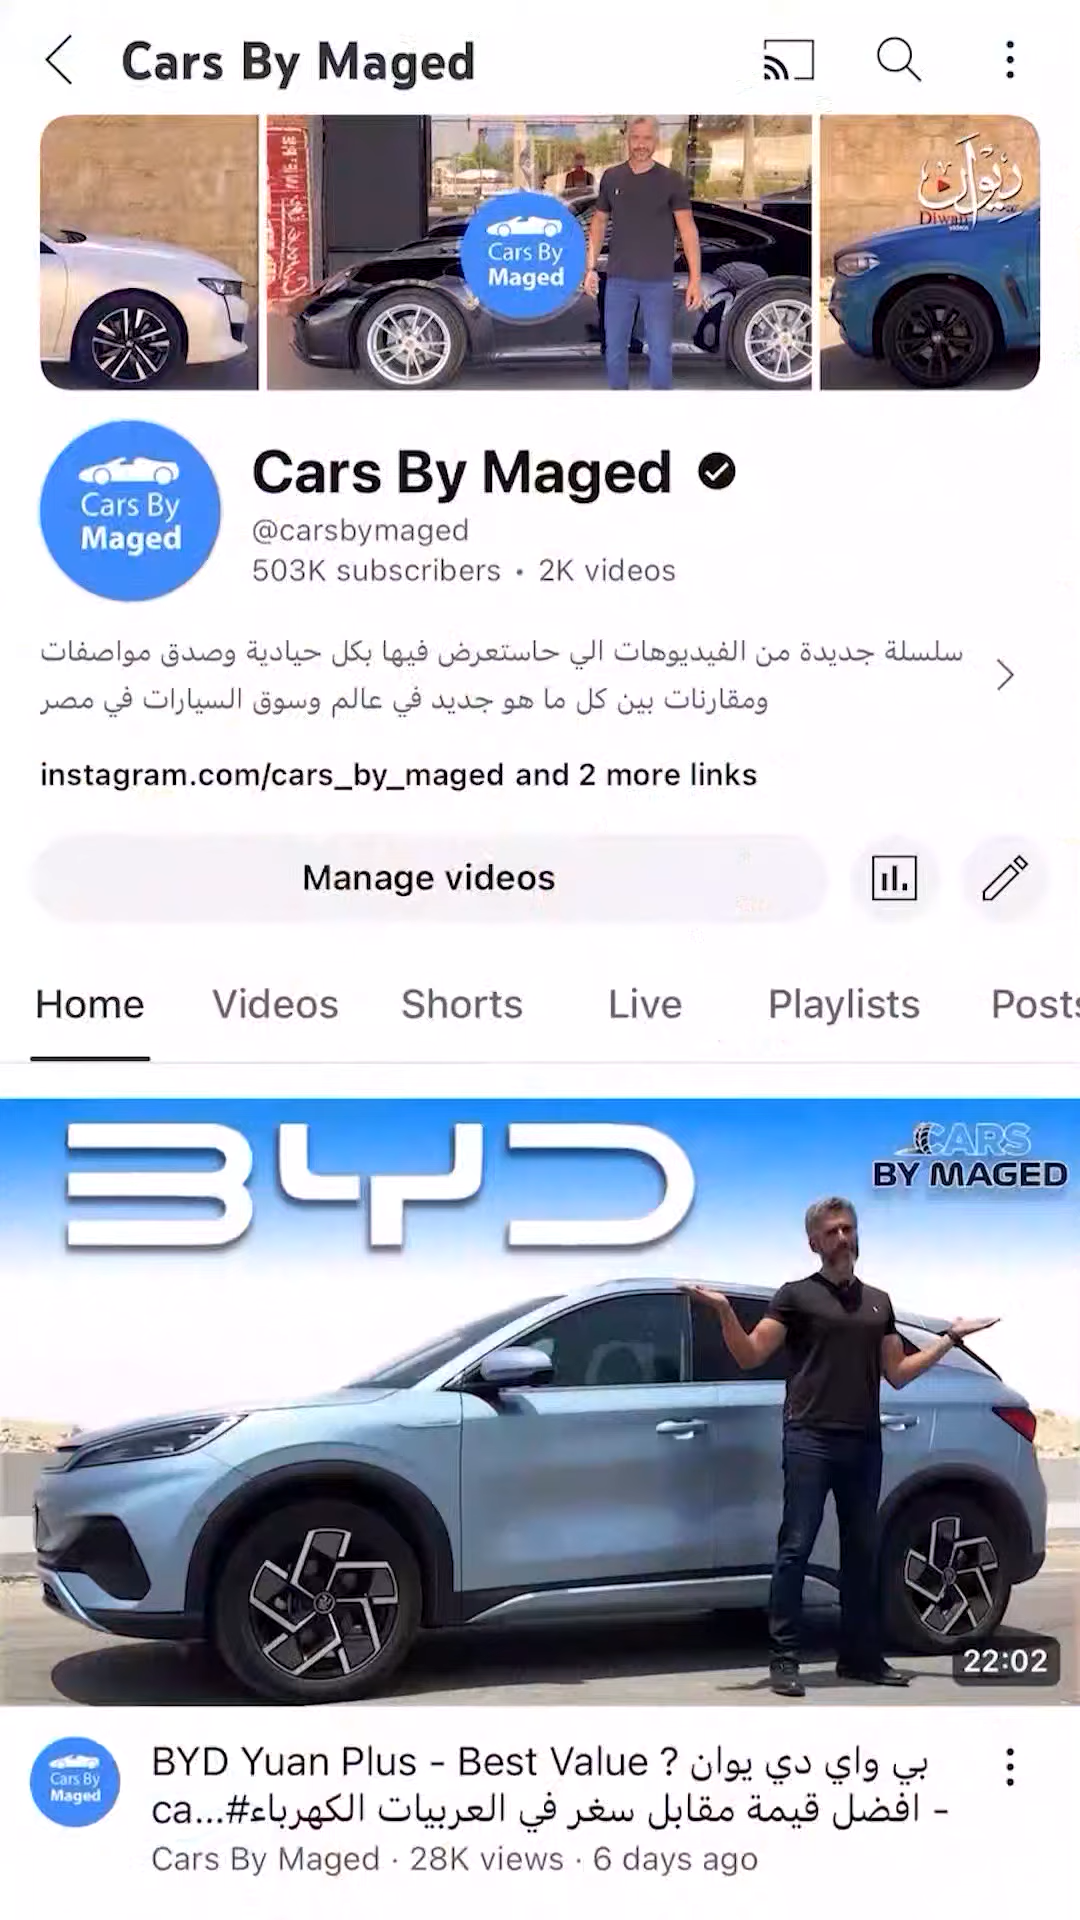 Cars By Maged
ديوان
Diwan
videos
Cars By
Maged
Cars By
Maged
Cars By Maged
@carsbymaged
503K subscribers • 2K videos
سلسلة جديدة من الفيديوهات الي حاستعرض فيها بكل حيادية وصدق مواصفات
ومقارنات بين كل ما هو جديد في عالم وسوق السيارات في مصر
instagram.com/cars_by_maged and 2 more links
Manage videos
Home Videos Shorts Live Playlists Posts
BYD
CARS
BY MAGED
22:02
Cars By
Maged
BYD Yuan Plus - Best Value ? بي واي دي يوان
- افضل قيمة مقابل سغر في العربيات الكهرباء#...ca
Cars By Maged · 28K views · 6 days ago